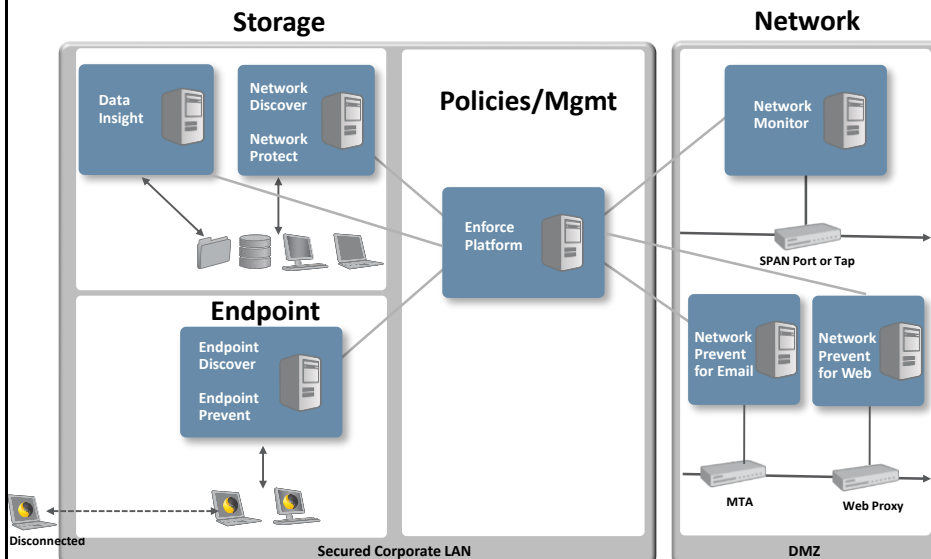 Storage
Network
Data
Insight
Network
Discover
Network
Protect
Policies/Mgmt
Network
Monitor
Enforce
Platform
SPAN Port or Tap
Endpoint
Endpoint
Discover
Endpoint
Prevent
Network
Prevent
for Email
Network
Prevent
for Web
MTA
Web Proxy
Disconnected
Secured Corporate LAN
DMZ